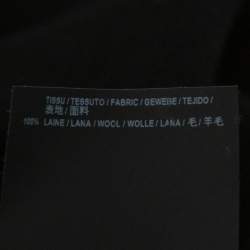 TISSU / TESSUTO / FABRIC / GEWEBE / TEJIDO /
表地 / 面料
100% LAINE / LANA / WOOL / WOLLE / LANA / 毛 / 羊毛